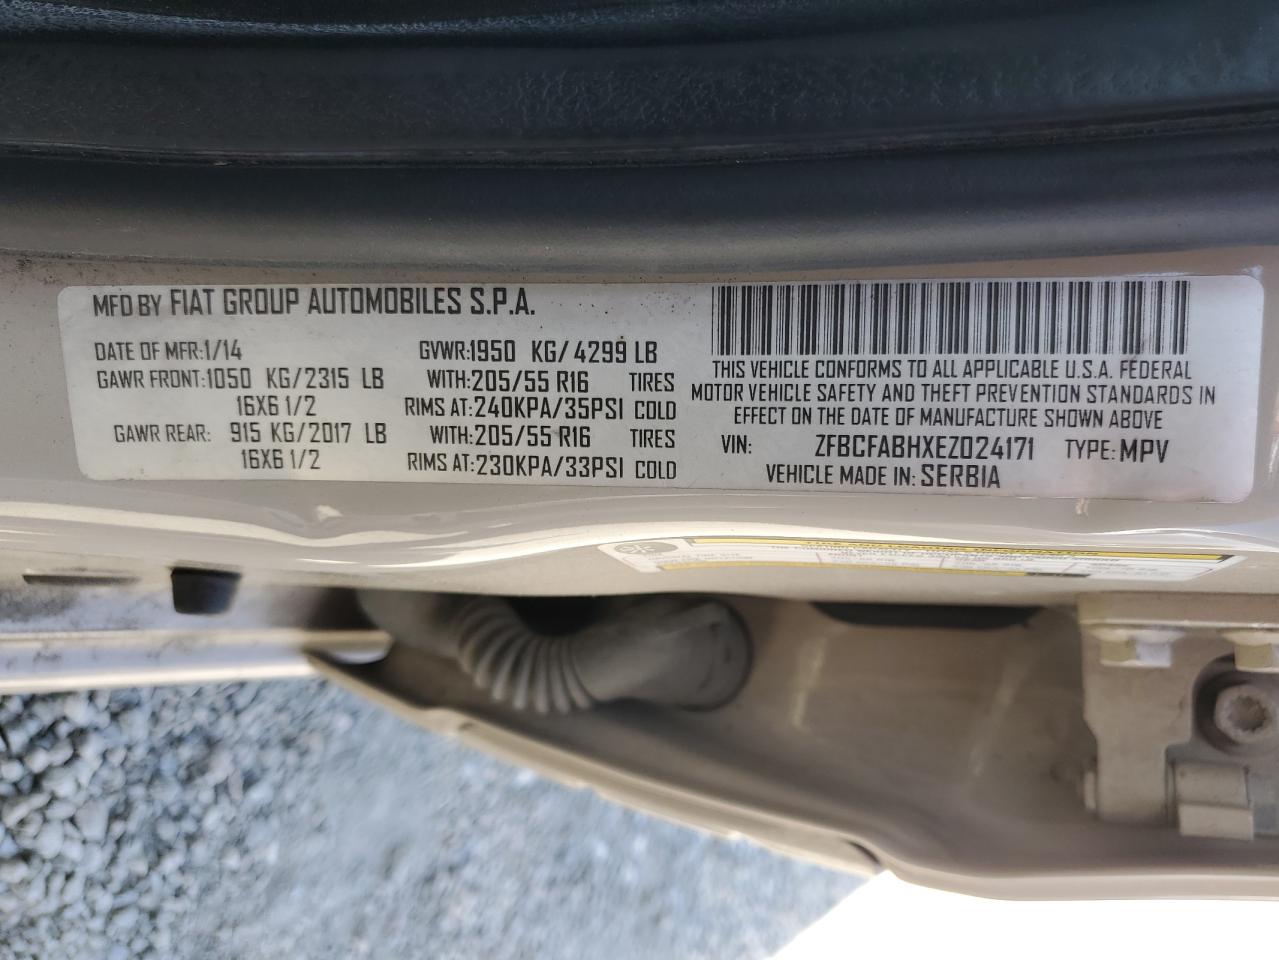 MFD BY FIAT GROUP AUTOMOBILES S.P.A.
DATE OF MFR:1/14 GVWR:1950 KG/4299 LB
GAWR FRONT:1050 KG/2315 LB WITH:205/55 R16 TIRES
16X6 1/2 RIMS AT:240KPA/35PSI COLD
GAWR REAR: 915 KG/2017 LB WITH:205/55 R16 TIRES
16X6 1/2 RIMS AT:230KPA/33PSI COLD
THIS VEHICLE CONFORMS TO ALL APPLICABLE U.S.A. FEDERAL
MOTOR VEHICLE SAFETY AND THEFT PREVENTION STANDARDS IN
EFFECT ON THE DATE OF MANUFACTURE SHOWN ABOVE
VIN: ZFBCFABHXEZ024171 TYPE: MPV
VEHICLE MADE IN: SERBIA
TIRE AND LOADING INFORMATION